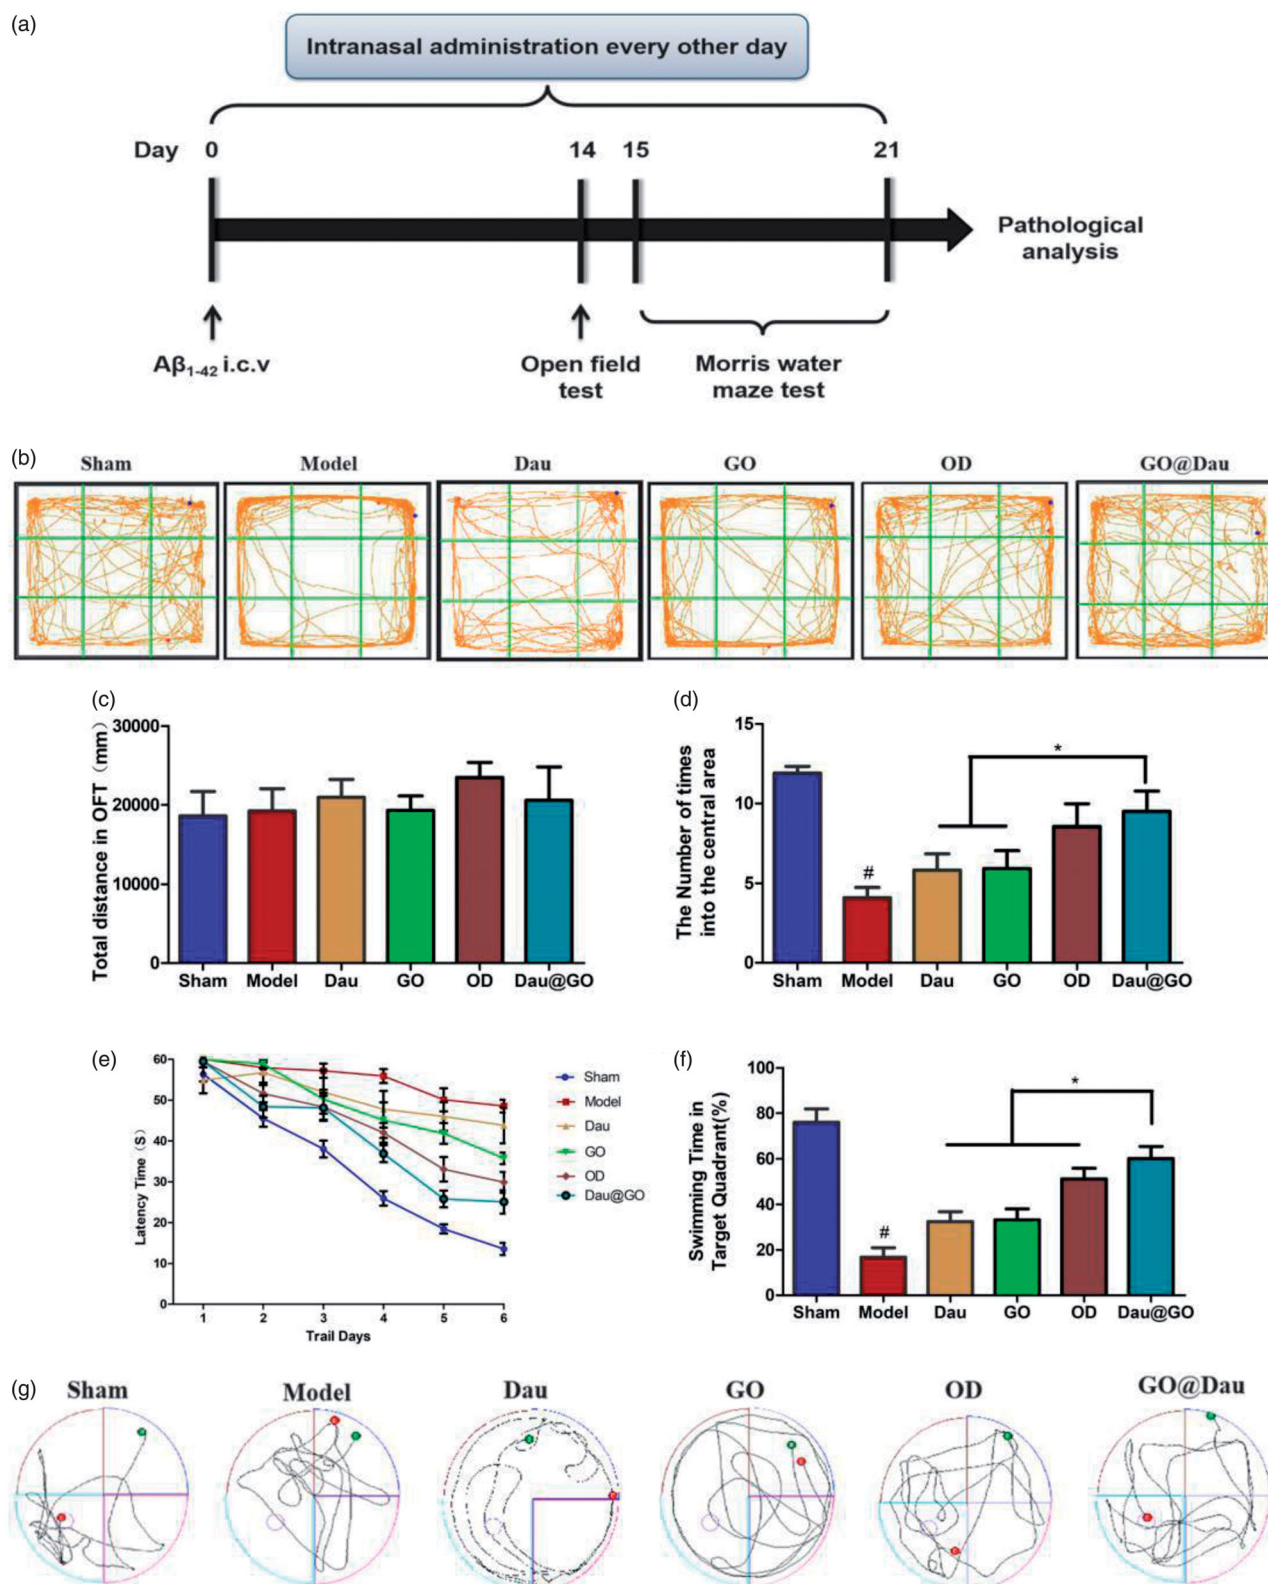 (a)
Intranasal administration every other day
Day 0 14 15 21
Pathological
analysis
Aβ1-42 i.c.v
Open field
test
Morris water
maze test
(b)
Sham Model Dau GO OD GO@Dau
(c)
Total distance in OFT (mm)
30000
20000
10000
0
Sham Model Dau GO OD Dau@GO
(d)
The Number of times
into the central area
15
10
5
0
#
*
Sham Model Dau GO OD Dau@GO
(e)
Latency Time (S)
60
50
40
30
20
10
0
1 2 3 4 5 6
Trail Days
Sham
Model
Dau
GO
OD
Dau@GO
(f)
Swimming Time in
Target Quadrant(%)
100
80
60
40
20
0
#
*
Sham Model Dau GO OD Dau@GO
(g)
Sham Model Dau GO OD GO@Dau